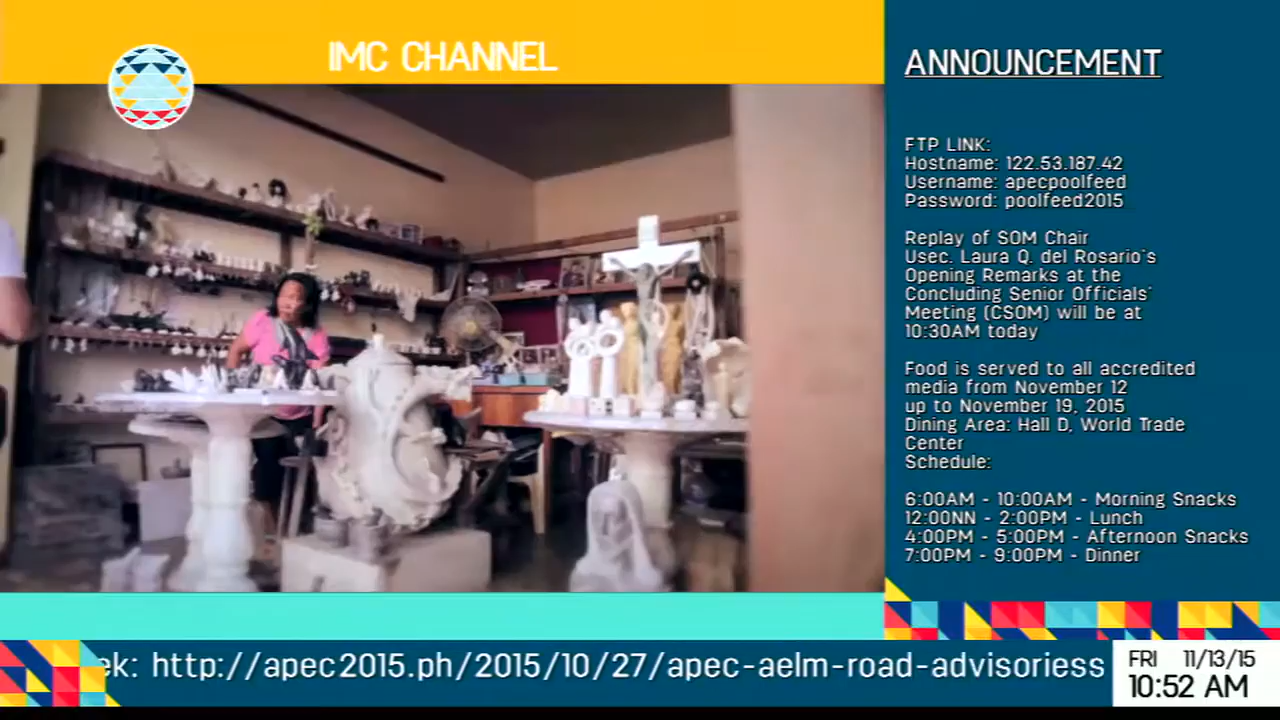 IMC CHANNEL
ANNOUNCEMENT
FTP LINK:
Hostname: 122.53.187.42
Username: apecpoolfeed
Password: poolfeed2015
Replay of SOM Chair
Usec. Laura Q. del Rosario's
Opening Remarks at the
Concluding Senior Officials'
Meeting (CSOM) will be at
10:30AM today
Food is served to all accredited
media from November 12
up to November 19, 2015
Dining Area: Hall D, World Trade
Center
Schedule:
6:00AM - 10:00AM - Morning Snacks
12:00NN - 2:00PM - Lunch
4:00PM - 5:00PM - Afternoon Snacks
7:00PM - 9:00PM - Dinner
ek: http://apec2015.ph/2015/10/27/apec-aelm-road-advisoriess
FRI 11/13/15
10:52 AM